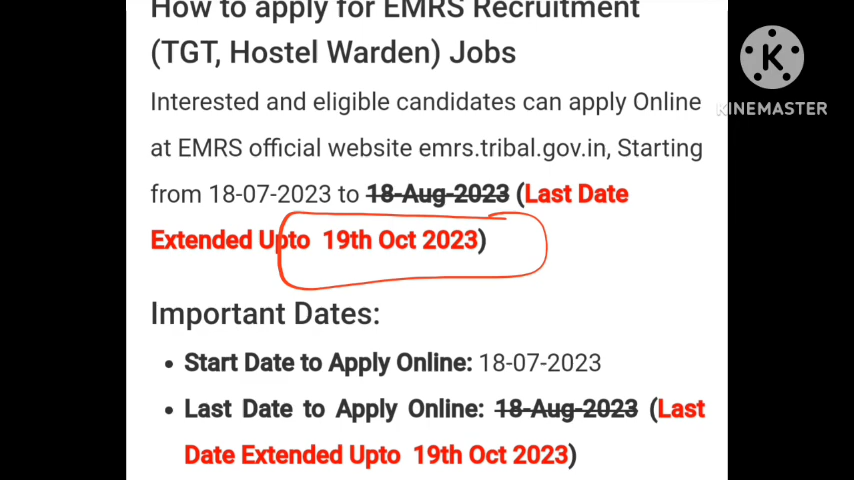 How to apply for EMRS Recruitment
(TGT, Hostel Warden) Jobs
K
KINEMASTER
Interested and eligible candidates can apply Online
at EMRS official website emrs.tribal.gov.in, Starting
from 18-07-2023 to 18-Aug-2023 (Last Date
Extended Upto 19th Oct 2023)
Important Dates:
• Start Date to Apply Online: 18-07-2023
• Last Date to Apply Online: 18-Aug-2023 (Last
Date Extended Upto 19th Oct 2023)